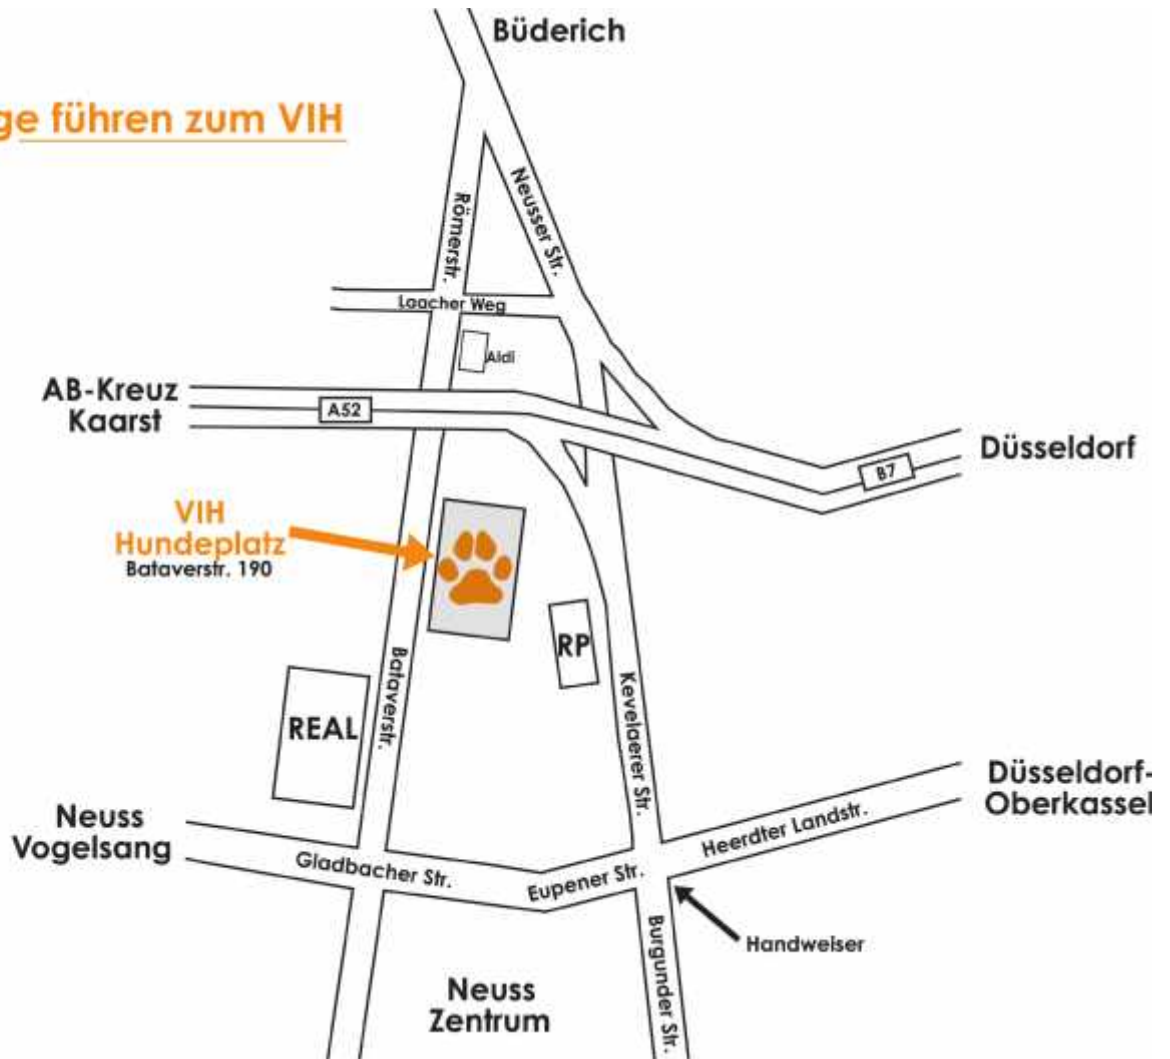 Büderich
ge führen zum VIH
Neusser Str.
Römerstr.
Laacher Weg
Aldi
AB-Kreuz
Kaarst
A52
Düsseldorf
B7
VIH
Hundeplatz
Bataverstr. 190
RP
Bataverstr.
Kevelaerer Str.
REAL
Düsseldorf-
Oberkassel
Neuss
Vogelsang
Heerdter Landstr.
Gladbacher Str.
Eupener Str.
Burgunder Str.
Handweiser
Neuss
Zentrum